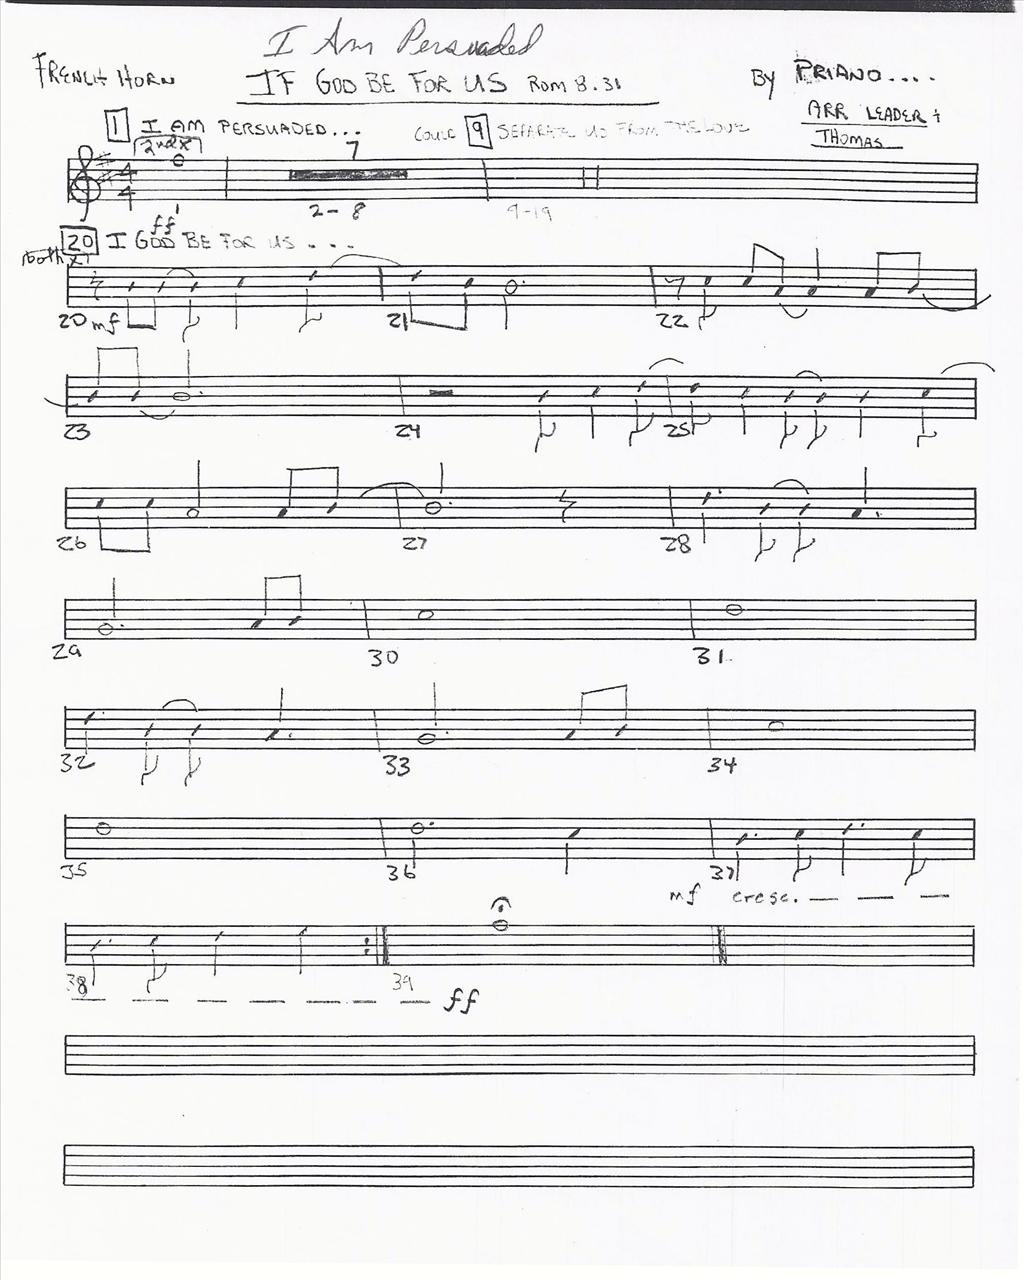 I Am Persuaded
FRENCH HORN
IF GOD BE FOR US ROM 8.31
BY PRIANO....
ARR LEADER +
THOMAS
1 I AM PERSUADED...
COULD 9 SEPARATE US FROM THE LOVE
2nd x
4
4
7
ff
2-8
9-19
20 I GOD BE FOR US ....
both x
20 mf 21 22
23 24 25
26 27 28
29 30 31.
32 33 34
35 36 37
mf cresc.
38 39
ff